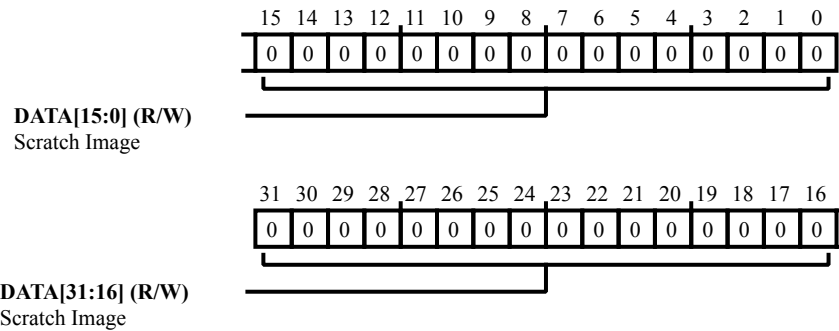 15 14 13 12 11 10 9 8 7 6 5 4 3 2 1 0
0 0 0 0 0 0 0 0 0 0 0 0 0 0 0 0
DATA[15:0] (R/W)
Scratch Image
31 30 29 28 27 26 25 24 23 22 21 20 19 18 17 16
0 0 0 0 0 0 0 0 0 0 0 0 0 0 0 0
DATA[31:16] (R/W)
Scratch Image